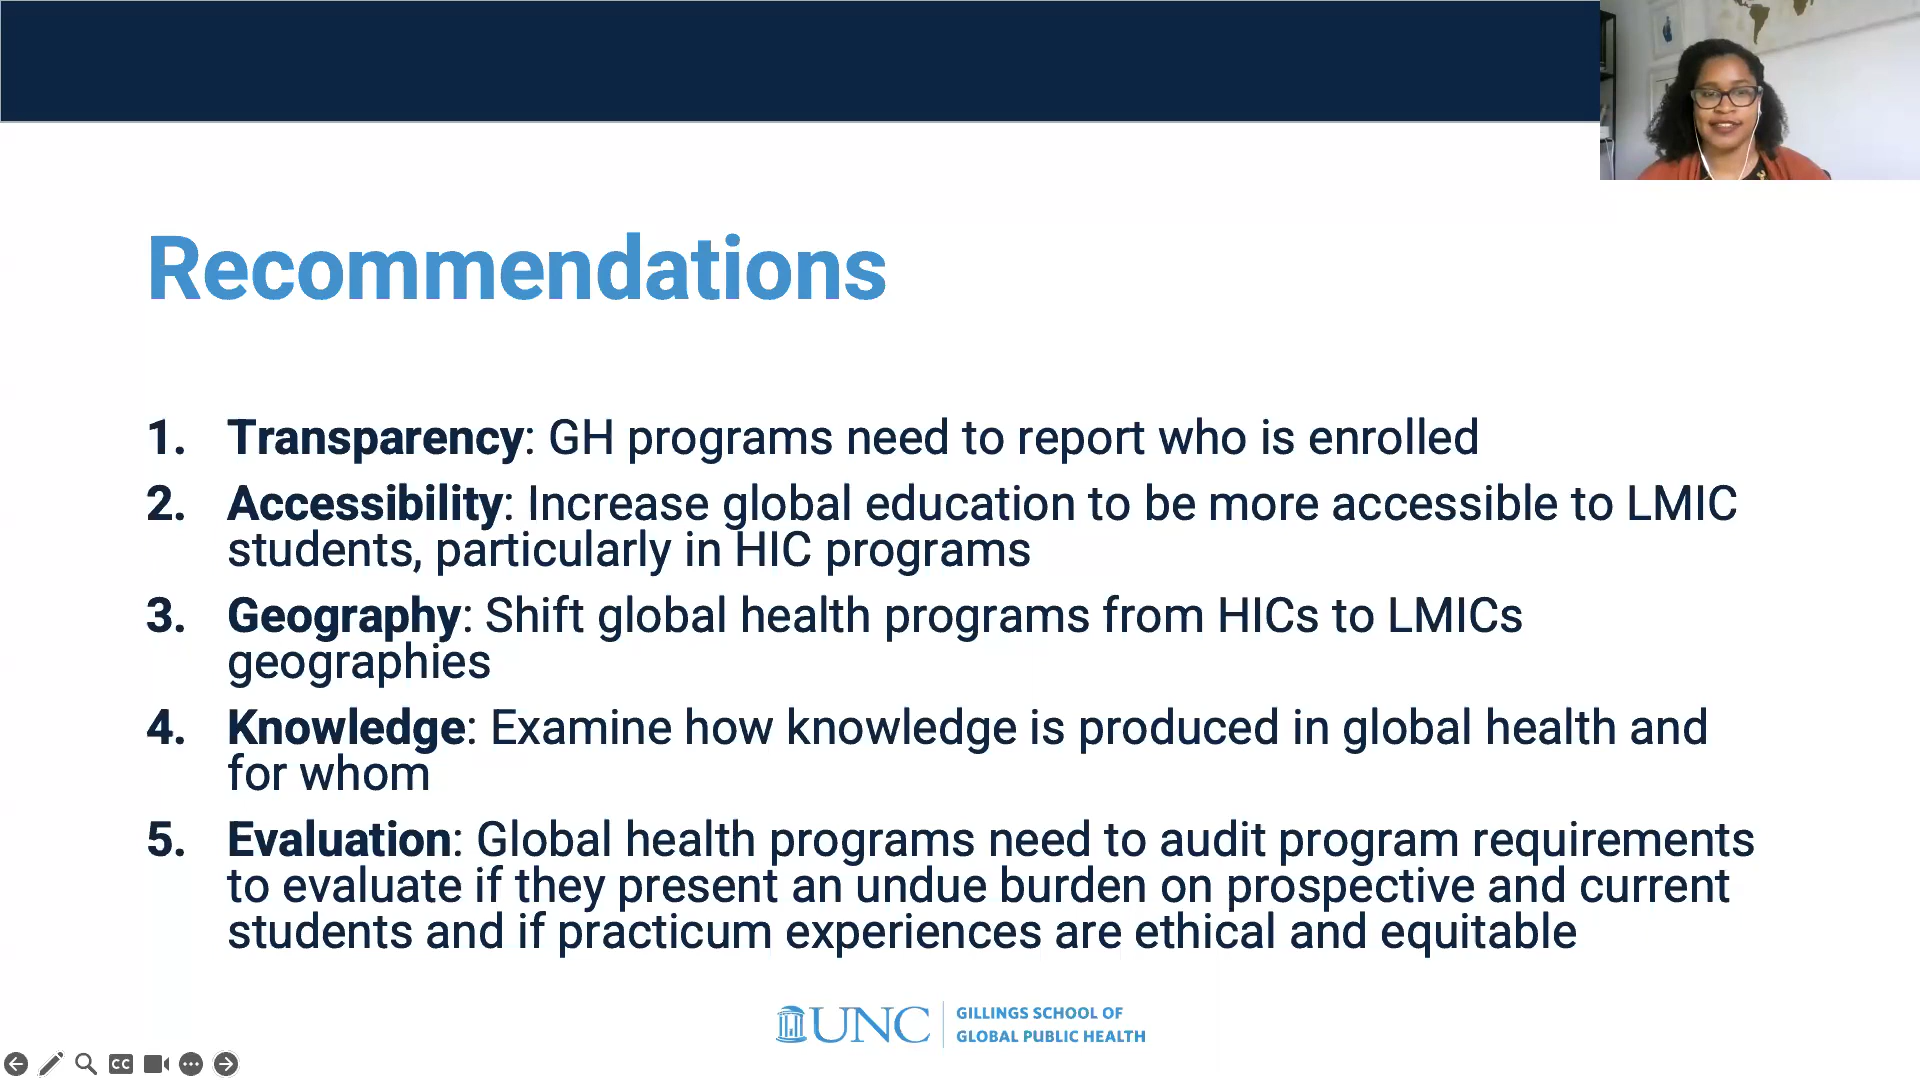 Recommendations
1. Transparency: GH programs need to report who is enrolled
2. Accessibility: Increase global education to be more accessible to LMIC
students, particularly in HIC programs
3. Geography: Shift global health programs from HICs to LMICs
geographies
4. Knowledge: Examine how knowledge is produced in global health and
for whom
5. Evaluation: Global health programs need to audit program requirements
to evaluate if they present an undue burden on prospective and current
students and if practicum experiences are ethical and equitable
UNC
GILLINGS SCHOOL OF
GLOBAL PUBLIC HEALTH
CC